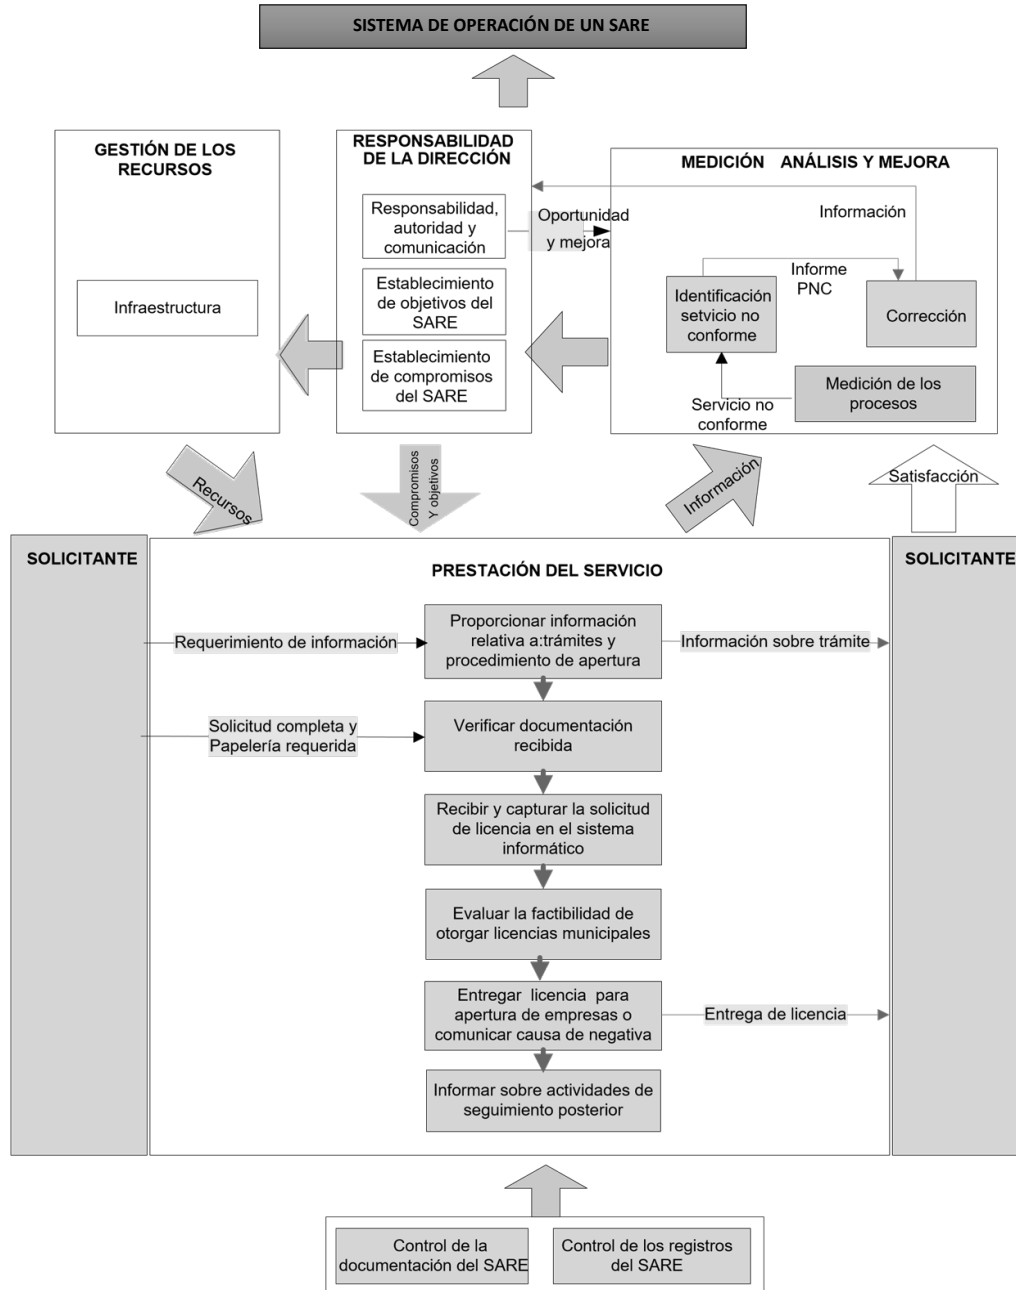 SISTEMA DE OPERACIÓN DE UN SARE
GESTIÓN DE LOS
RECURSOS
Infraestructura
RESPONSABILIDAD
DE LA DIRECCIÓN
Responsabilidad,
autoridad y
comunicación
Establecimiento
de objetivos del
SARE
Establecimiento
de compromisos
del SARE
Oportunidad
y mejora
MEDICIÓN ANÁLISIS Y MEJORA
Información
Informe
PNC
Identificación
setvicio no
conforme
Corrección
Medición de los
procesos
Servicio no
conforme
Recursos
Compromisos
Y objetivos
Información
Satisfacción
SOLICITANTE
PRESTACIÓN DEL SERVICIO
SOLICITANTE
Requerimiento de información
Proporcionar información
relativa a:trámites y
procedimiento de apertura
Información sobre trámite
Solicitud completa y
Papelería requerida
Verificar documentación
recibida
Recibir y capturar la solicitud
de licencia en el sistema
informático
Evaluar la factibilidad de
otorgar licencias municipales
Entregar licencia para
apertura de empresas o
comunicar causa de negativa
Entrega de licencia
Informar sobre actividades de
seguimiento posterior
Control de la
documentación del SARE
Control de los registros
del SARE